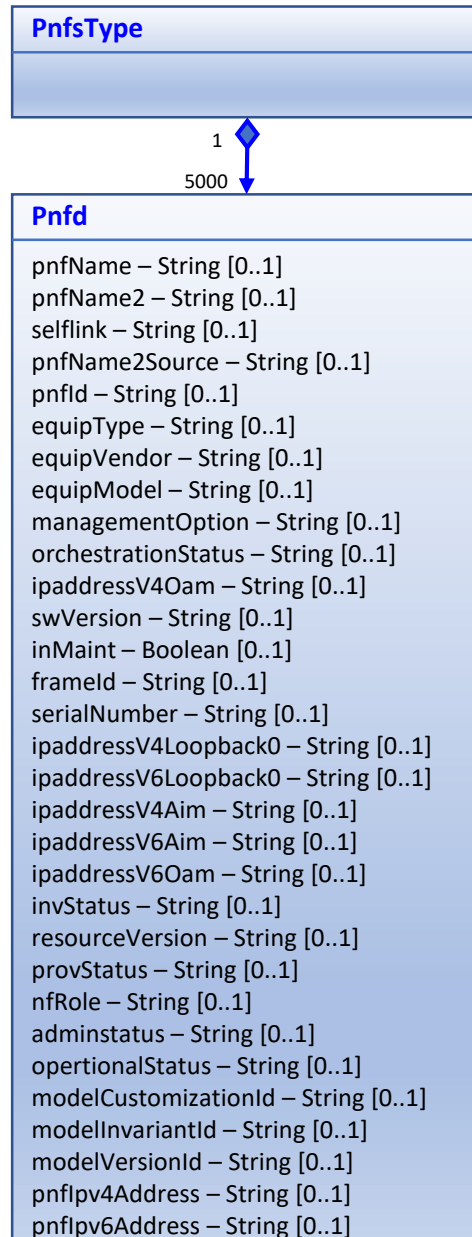 PnfsType
1
5000
Pnfd
pnfName – String [0..1]
pnfName2 – String [0..1]
selflink – String [0..1]
pnfName2Source – String [0..1]
pnfId – String [0..1]
equipType – String [0..1]
equipVendor – String [0..1]
equipModel – String [0..1]
managementOption – String [0..1]
orchestrationStatus – String [0..1]
ipaddressV4Oam – String [0..1]
swVersion – String [0..1]
inMaint – Boolean [0..1]
frameId – String [0..1]
serialNumber – String [0..1]
ipaddressV4Loopback0 – String [0..1]
ipaddressV6Loopback0 – String [0..1]
ipaddressV4Aim – String [0..1]
ipaddressV6Aim – String [0..1]
ipaddressV6Oam – String [0..1]
invStatus – String [0..1]
resourceVersion – String [0..1]
provStatus – String [0..1]
nfRole – String [0..1]
adminstatus – String [0..1]
opertionalStatus – String [0..1]
modelCustomizationId – String [0..1]
modelInvariantId – String [0..1]
modelVersionId – String [0..1]
pnfIpv4Address – String [0..1]
pnfIpv6Address – String [0..1]